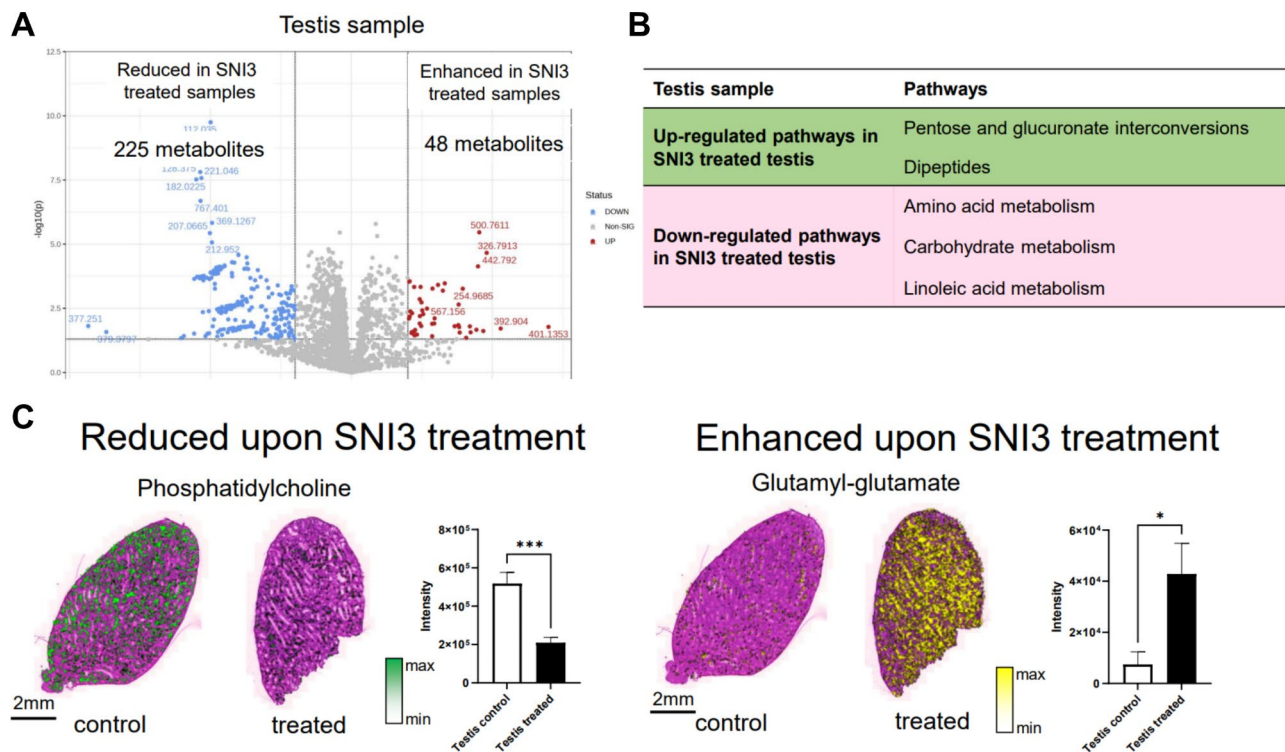 A
Testis sample
12.5
10.0
7.5
5.0
2.5
0.0
-log10(p)
Reduced in SNI3
treated samples
Enhanced in SNI3
treated samples
112.035
225 metabolites
48 metabolites
221.046
182.0225
767.401
369.1267
207.0665
212.952
377.251
500.7611
326.7913
442.792
254.9685
567.156
392.904
401.1353
Status
DOWN
Non-SIG
UP
B
Testis sample Pathways
Up-regulated pathways in
SNI3 treated testis
Pentose and glucuronate interconversions
Dipeptides
Down-regulated pathways
in SNI3 treated testis
Amino acid metabolism
Carbohydrate metabolism
Linoleic acid metabolism
C
Reduced upon SNI3 treatment
Phosphatidylcholine
2mm
control
treated
max
min
8×10⁵
6×10⁵
4×10⁵
2×10⁵
0
Intensity
***
Testis control
Testis treated
Enhanced upon SNI3 treatment
Glutamyl-glutamate
2mm
control
treated
max
min
6×10⁴
4×10⁴
2×10⁴
0
Intensity
*
Testis control
Testis treated